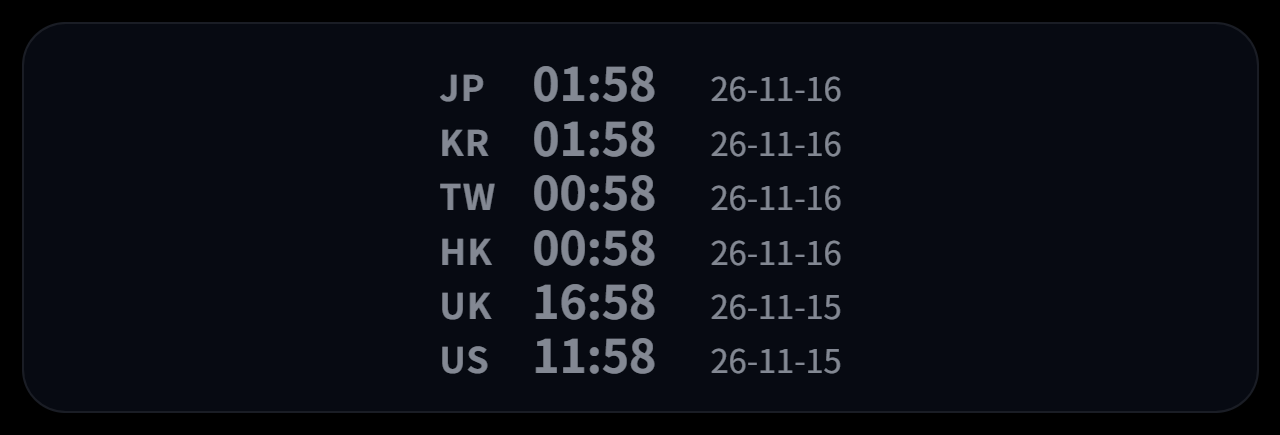 JP 01:58 26-11-16
KR 01:58 26-11-16
TW 00:58 26-11-16
HK 00:58 26-11-16
UK 16:58 26-11-15
US 11:58 26-11-15